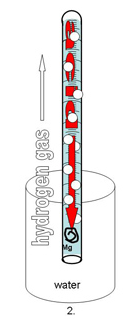 hydrogen gas
Mg
water
2.